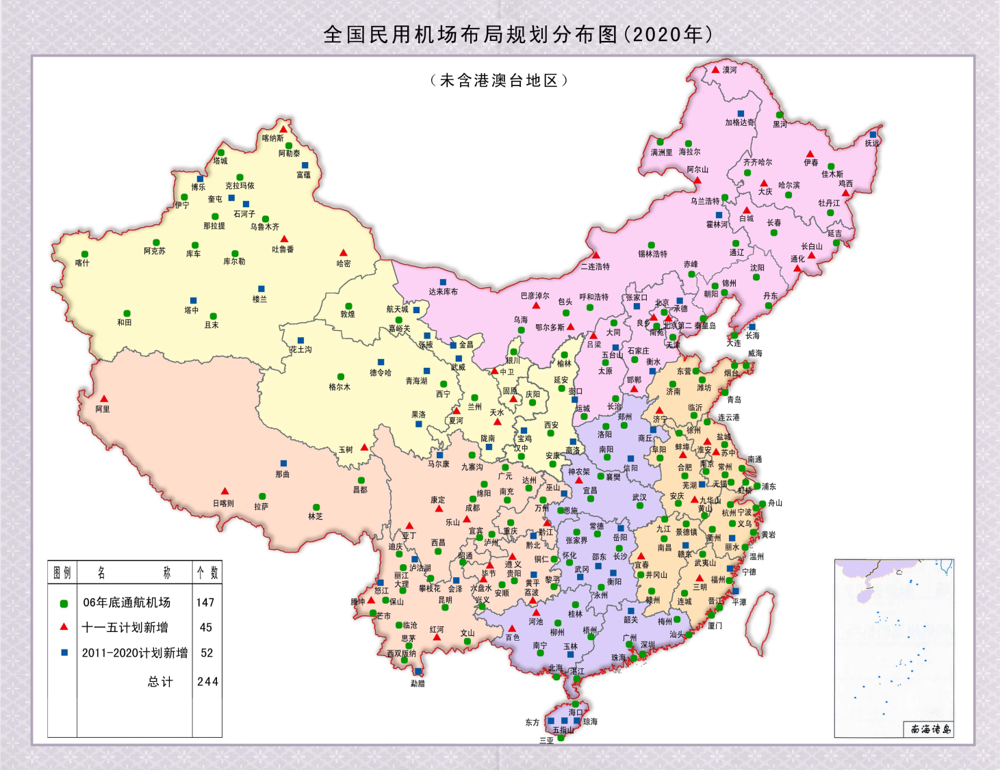 全国民用机场布局规划分布图(2020年)
（未含港澳台地区）
漠河
加格达奇
黑河
喀纳斯
阿勒泰
塔城
富蕴
满洲里
海拉尔
抚远
伊春
佳木斯
齐齐哈尔
阿尔山
博乐
克拉玛依
大庆
哈尔滨
鸡西
伊宁
奎屯
石河子
乌兰浩特
牡丹江
那拉提
乌鲁木齐
霍林河
白城
长春
延吉
阿克苏
库车
吐鲁番
锡林浩特
通辽
长白山
喀什
库尔勒
哈密
二连浩特
赤峰
通化
沈阳
达来库布
朝阳
锦州
楼兰
巴彦淖尔
包头
呼和浩特
张家口
北京
承德
丹东
塔中
敦煌
航天城
和田
且末
嘉峪关
乌海
鄂尔多斯
大同
良乡
北京第二
秦皇岛
南苑
天津
大连
长海
花土沟
张掖
金昌
吕梁
五台山
石家庄
威海
武威
银川
榆林
太原
衡水
东营
烟台
德令哈
青海湖
中卫
延安
邯郸
济南
潍坊
格尔木
西宁
固原
庆阳
壶口
青岛
阿里
兰州
运城
长治
果洛
夏河
天水
郑州
济宁
临沂
连云港
西安
洛阳
商丘
徐州
盐城
陇南
宝鸡
汉中
商洛
南阳
阜阳
蚌埠
淮安
苏中
玉树
马尔康
九寨沟
安康
信阳
合肥
南京
常州
南通
那曲
广元
神农架
襄樊
芜湖
无锡
虹桥
浦东
昌都
达州
巫山
宜昌
武汉
安庆
九华山
黄山
杭州
宁波
舟山
日喀则
拉萨
康定
绵阳
南充
万州
恩施
林芝
成都
乐山
重庆
黔江
常德
岳阳
九江
景德镇
义乌
黄岩
亚丁
宜宾
泸州
黔北
张家界
南昌
衢州
丽水
迪庆
西昌
长沙
赣东
温州
泸沽湖
昭通
毕节
遵义
铜仁
怀化
邵东
宜春
武夷山
宁德
丽江
大理
贵阳
武冈
井冈山
三明
福州
怒江
攀枝花
会泽
六盘水
安顺
黄平
黎平
衡阳
腾冲
保山
昆明
兴义
荔波
永州
赣州
连城
晋江
平潭
芒市
桂林
河池
韶关
梅州
厦门
临沧
红河
文山
百色
柳州
梧州
汕头
思茅
南宁
玉林
广州
深圳
西双版纳
珠海
勐腊
北海
湛江
海口
东方
五指山
琼海
三亚
图例 名 称 个 数
06年底通航机场 147
十一五计划新增 45
2011-2020计划新增 52
总计 244
南海诸岛